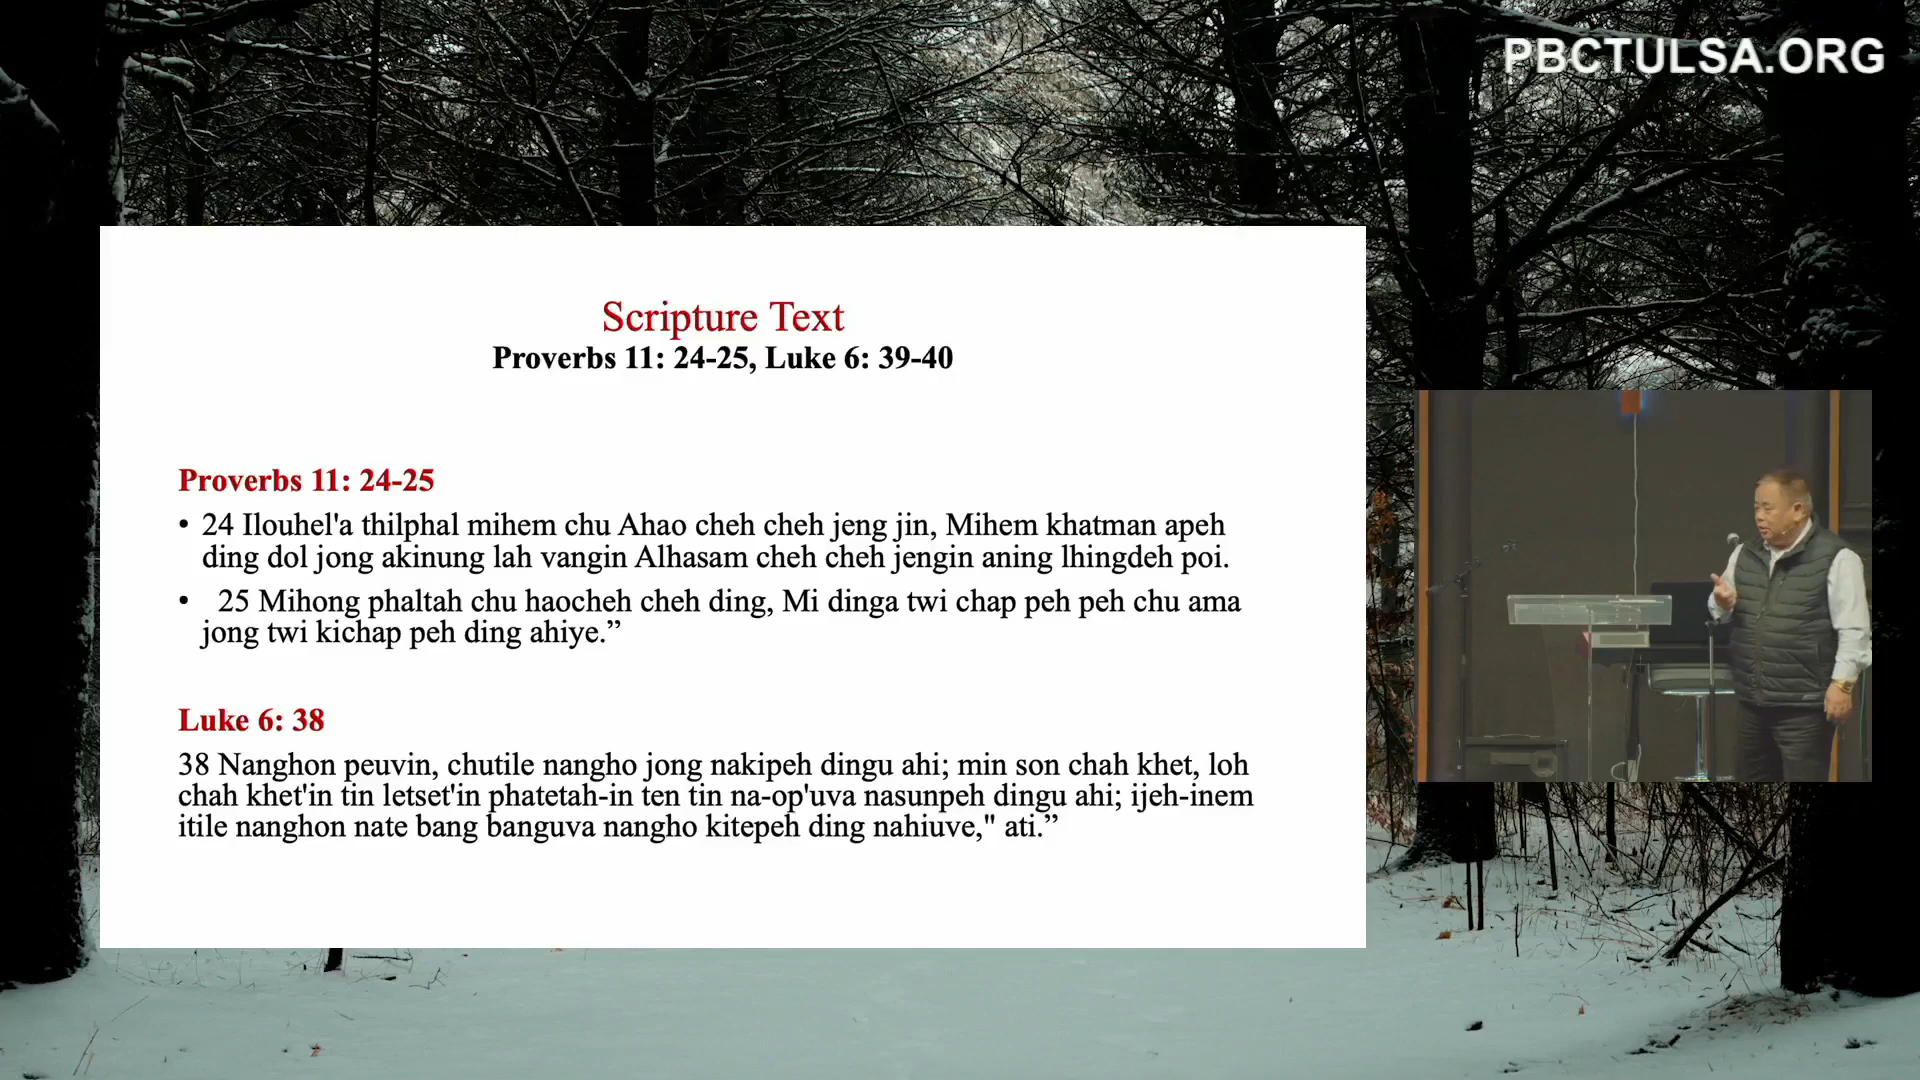 PBCTULSA.ORG
Scripture Text
Proverbs 11: 24-25, Luke 6: 39-40
Proverbs 11: 24-25
• 24 Ilouhel'a thilphal mihem chu Ahao cheh cheh jeng jin, Mihem khatman apeh
ding dol jong akinung lah vangin Alhasam cheh cheh jengin aning lhingdeh poi.
• 25 Mihong phaltah chu haocheh cheh ding, Mi dinga twi chap peh peh chu ama
jong twi kichap peh ding ahiye.”
Luke 6: 38
38 Nanghon peuvin, chutile nangho jong nakipeh dingu ahi; min son chah khet, loh
chah khet'in tin letset'in phatetah-in ten tin na-op'uva nasunpeh dingu ahi; ijeh-inem
itile nanghon nate bang banguva nangho kitepeh ding nahiuve," ati.”